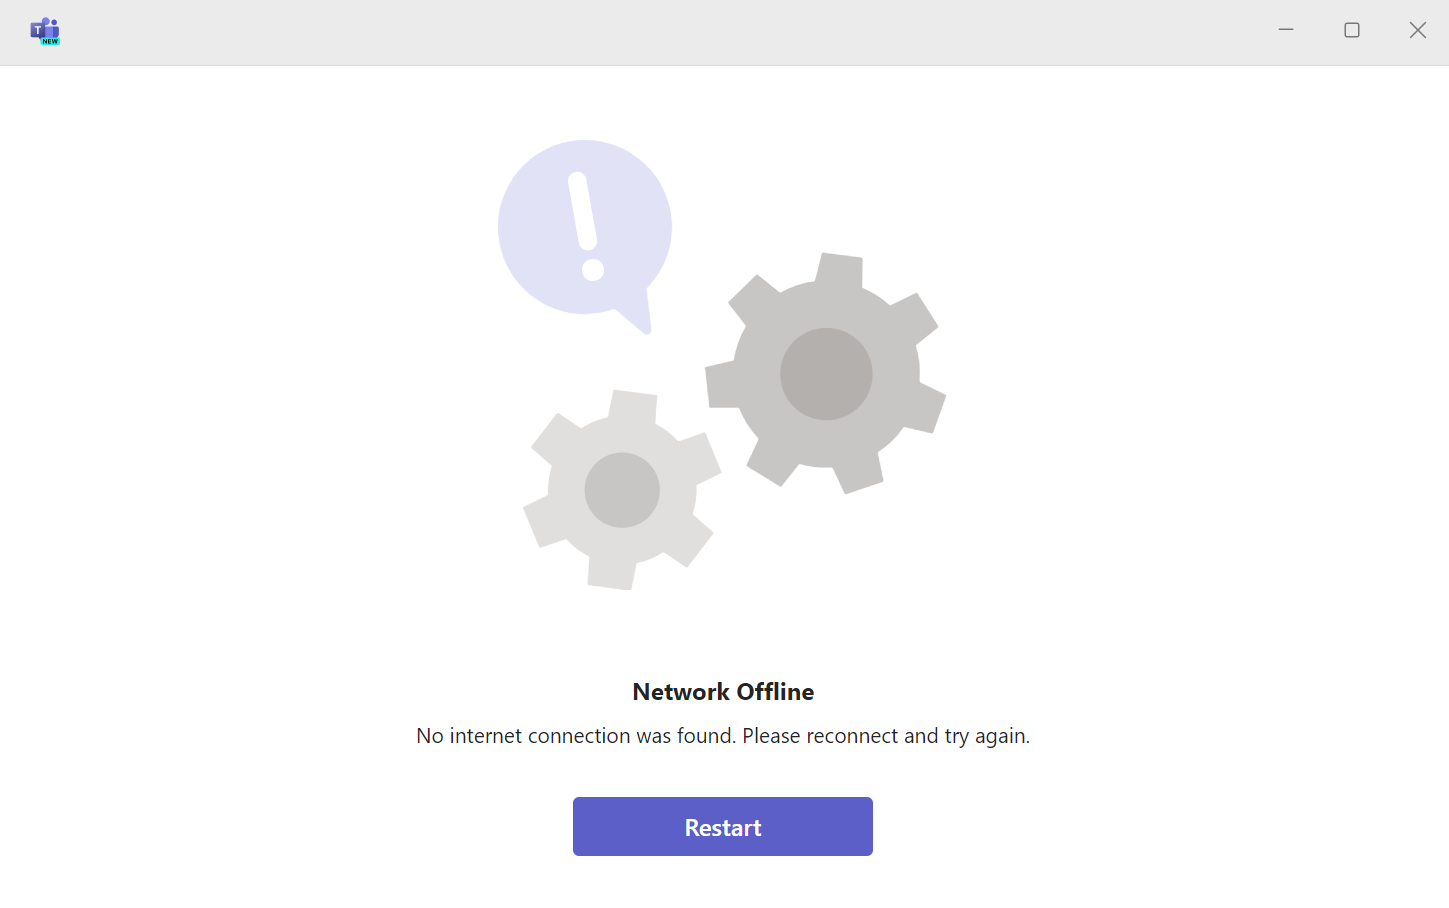 T
NEW
Network Offline
No internet connection was found. Please reconnect and try again.
Restart